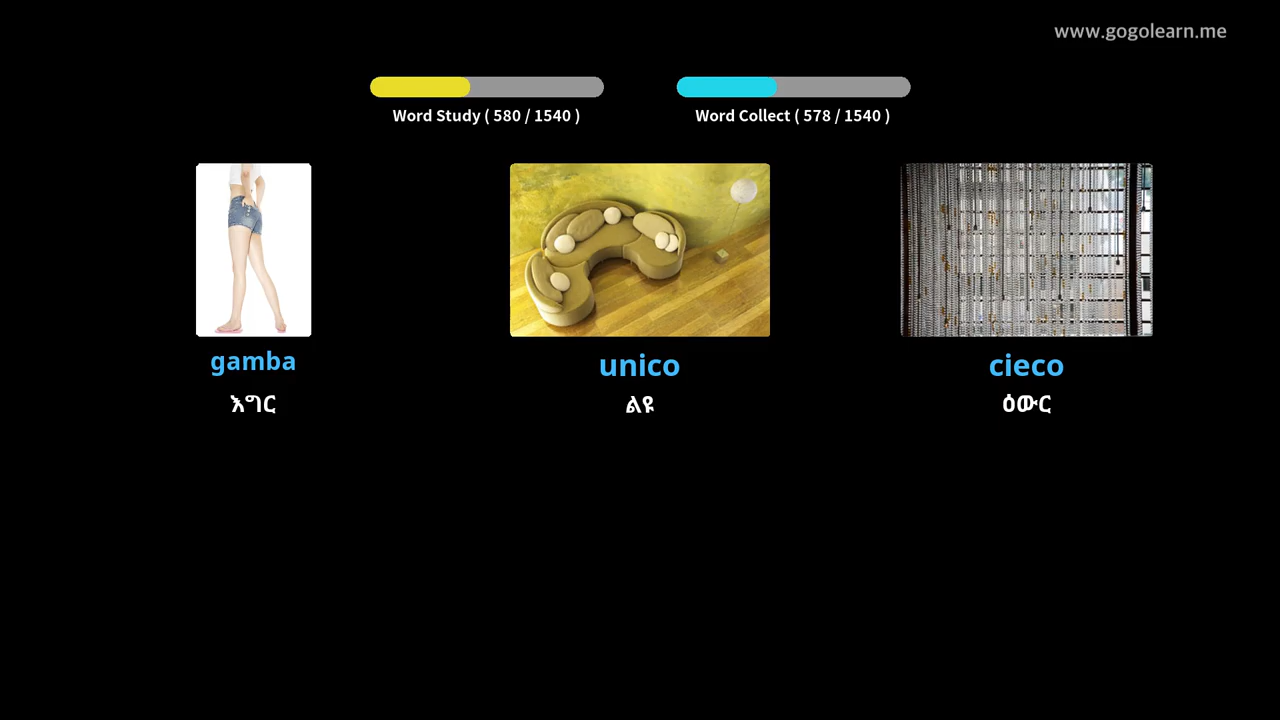 www.gogolearn.me
Word Study ( 580 / 1540 )
Word Collect ( 578 / 1540 )
gamba
unico
cieco
እግር
ልዩ
ዕውር